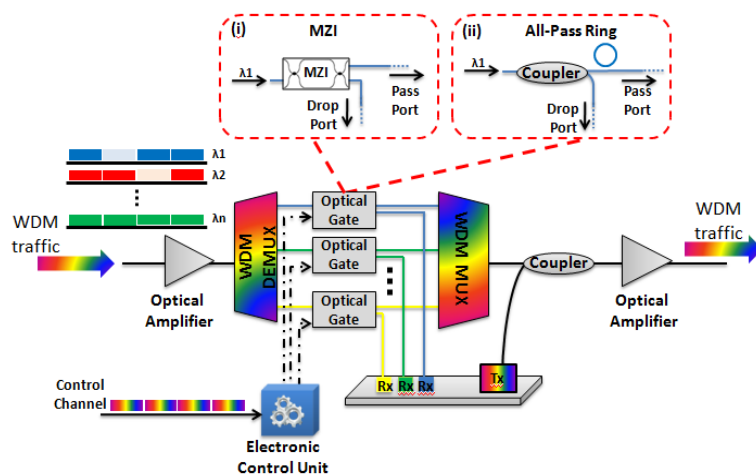 (i) MZI
λ1
MZI
Drop
Port
Pass
Port
(ii) All-Pass Ring
λ1
Coupler
Drop
Port
Pass
Port
λ1
λ2
λn
WDM
traffic
Optical
Amplifier
WDM
DEMUX
Optical
Gate
Optical
Gate
Optical
Gate
WDM MUX
Coupler
Optical
Amplifier
WDM
traffic
Rx
Rx
Rx
Tx
Control
Channel
Electronic
Control Unit